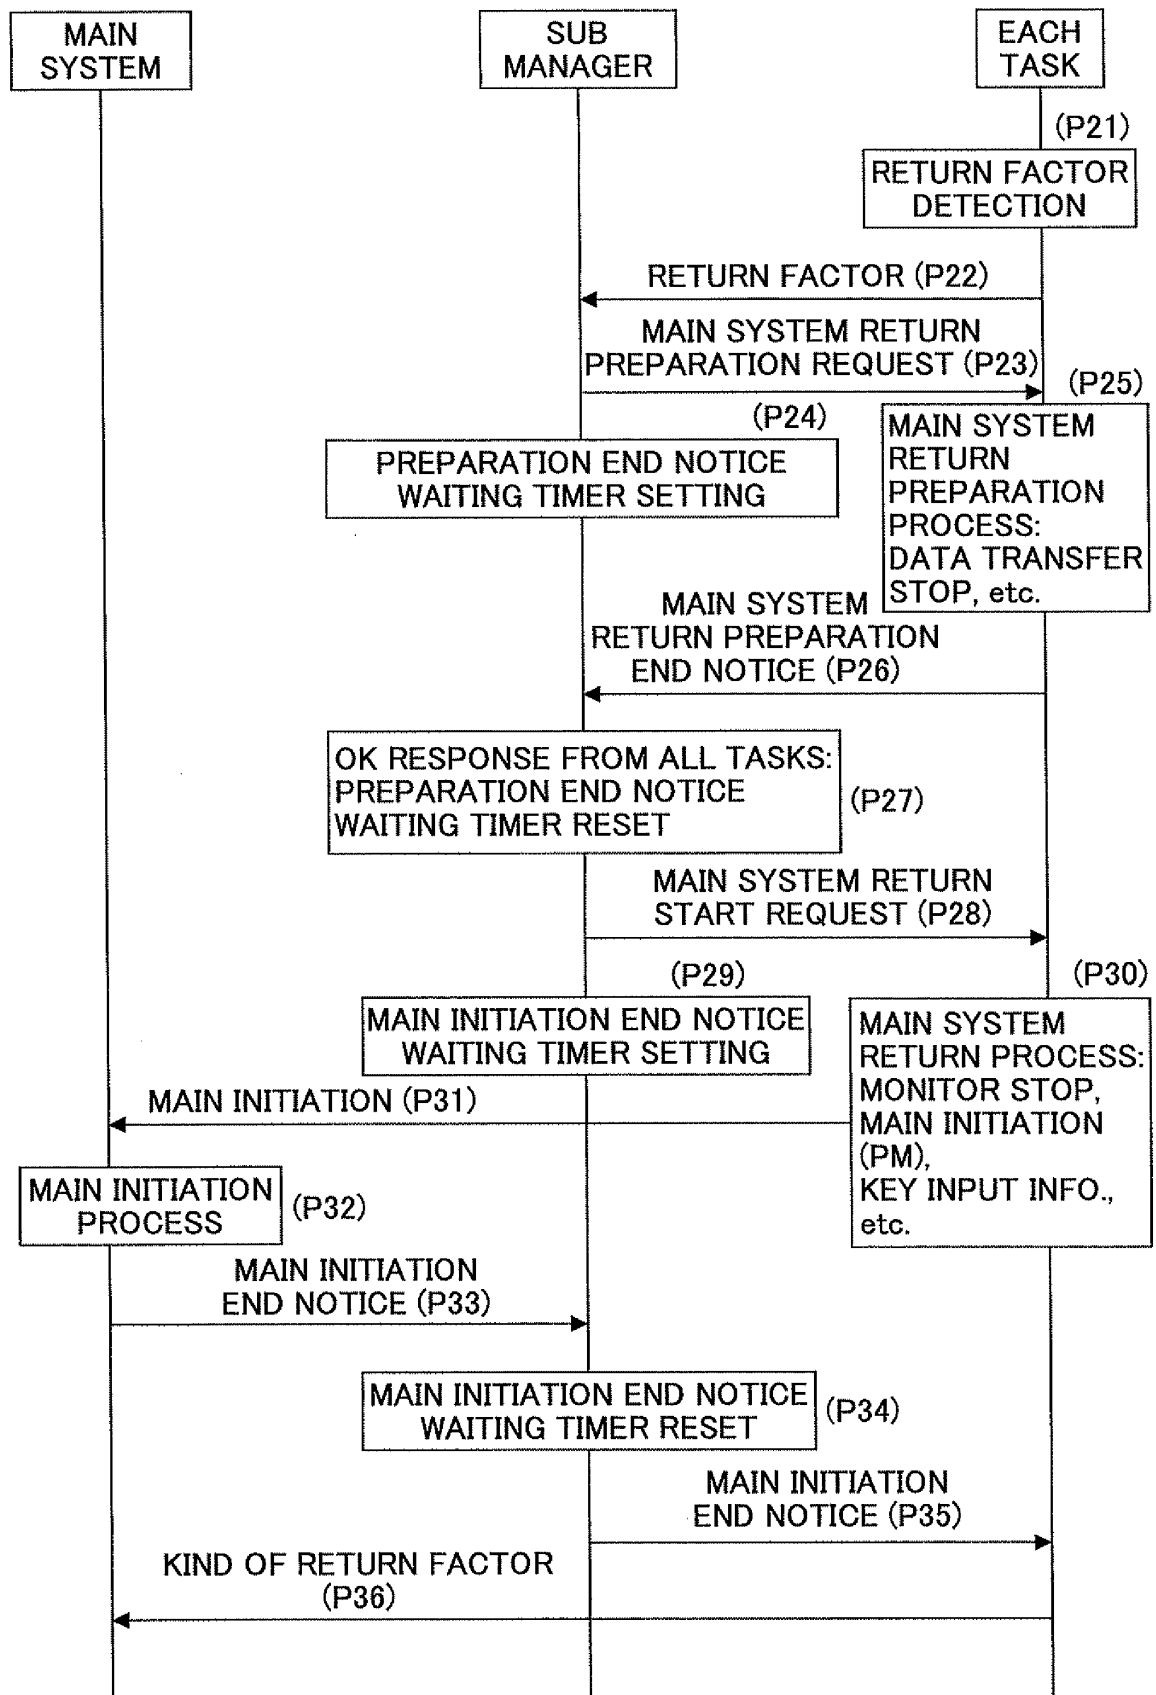 MAIN
SYSTEM
SUB
MANAGER
EACH
TASK
(P21)
RETURN FACTOR
DETECTION
RETURN FACTOR (P22)
MAIN SYSTEM RETURN
PREPARATION REQUEST (P23)
(P25)
(P24)
MAIN SYSTEM
RETURN
PREPARATION
PROCESS:
DATA TRANSFER
STOP, etc.
PREPARATION END NOTICE
WAITING TIMER SETTING
MAIN SYSTEM
RETURN PREPARATION
END NOTICE (P26)
OK RESPONSE FROM ALL TASKS:
PREPARATION END NOTICE
WAITING TIMER RESET
(P27)
MAIN SYSTEM RETURN
START REQUEST (P28)
(P29)
MAIN INITIATION END NOTICE
WAITING TIMER SETTING
(P30)
MAIN SYSTEM
RETURN PROCESS:
MONITOR STOP,
MAIN INITIATION
(PM),
KEY INPUT INFO.,
etc.
MAIN INITIATION (P31)
MAIN INITIATION
PROCESS
(P32)
MAIN INITIATION
END NOTICE (P33)
MAIN INITIATION END NOTICE
WAITING TIMER RESET
(P34)
MAIN INITIATION
END NOTICE (P35)
KIND OF RETURN FACTOR
(P36)